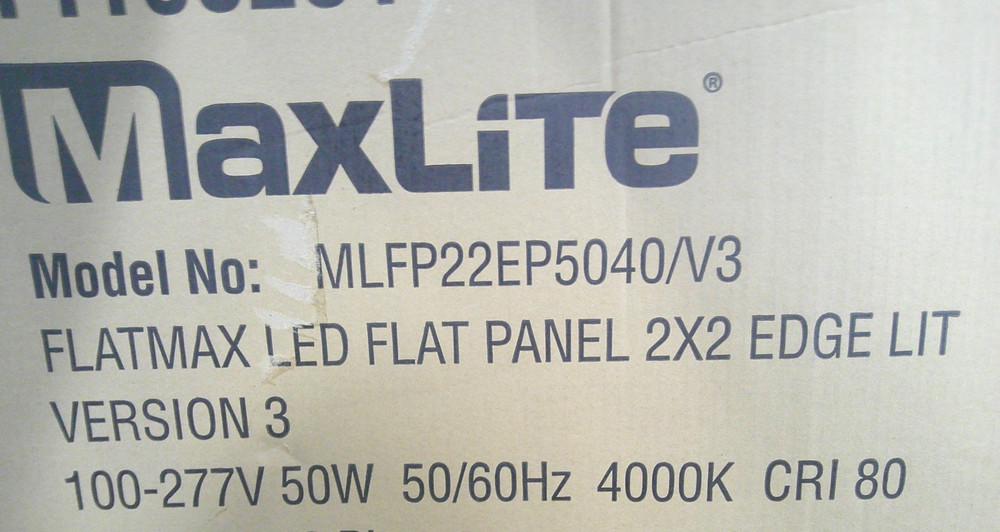 MaxLite®
Model No: MLFP22EP5040/V3
FLATMAX LED FLAT PANEL 2X2 EDGE LIT
VERSION 3
100-277V 50W 50/60Hz 4000K CRI 80